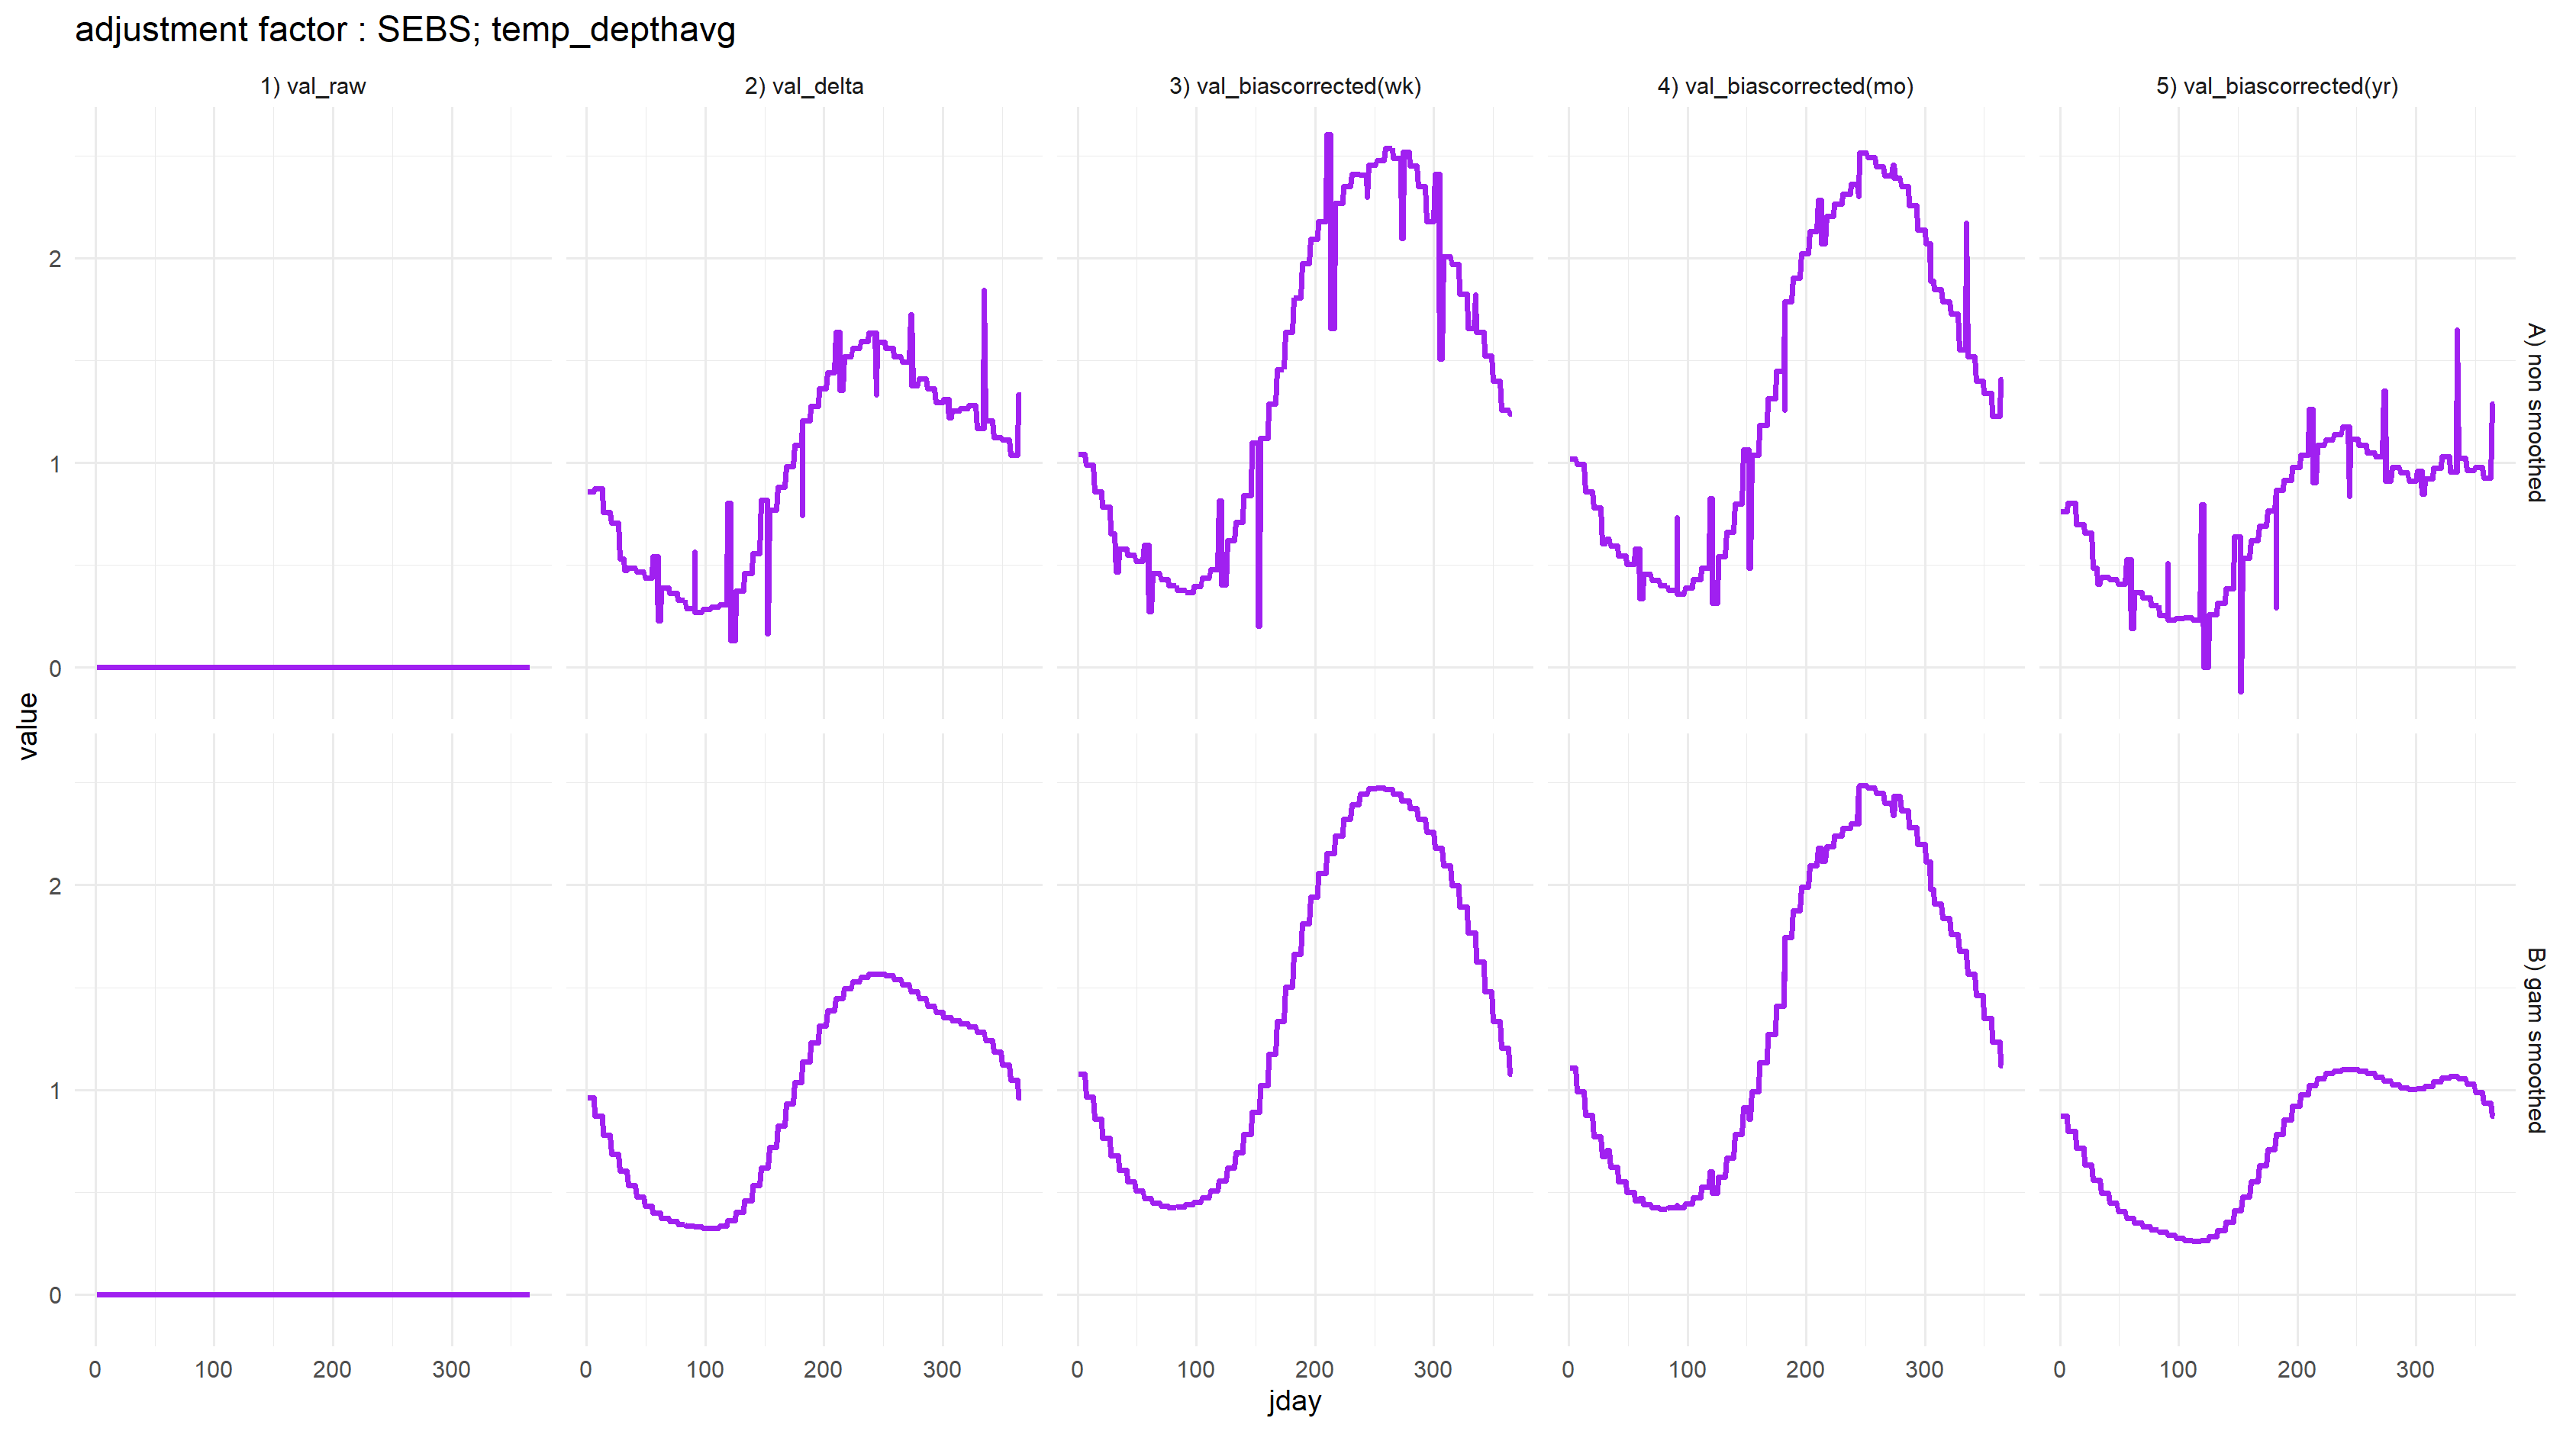 adjustment factor : SEBS; temp_depthavg
1) val_raw
2) val_delta
3) val_biascorrected(wk)
4) val_biascorrected(mo)
5) val_biascorrected(yr)
2
1
0
A) non smoothed
value
2
1
0
B) gam smoothed
0 100 200 300
0 100 200 300
0 100 200 300
0 100 200 300
0 100 200 300
jday